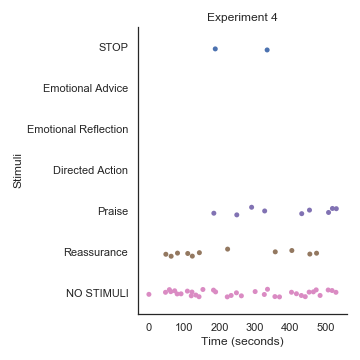 Experiment 4
STOP
Emotional Advice
Emotional Reflection
Directed Action
Praise
Reassurance
NO STIMULI
Stimuli
0 100 200 300 400 500
Time (seconds)